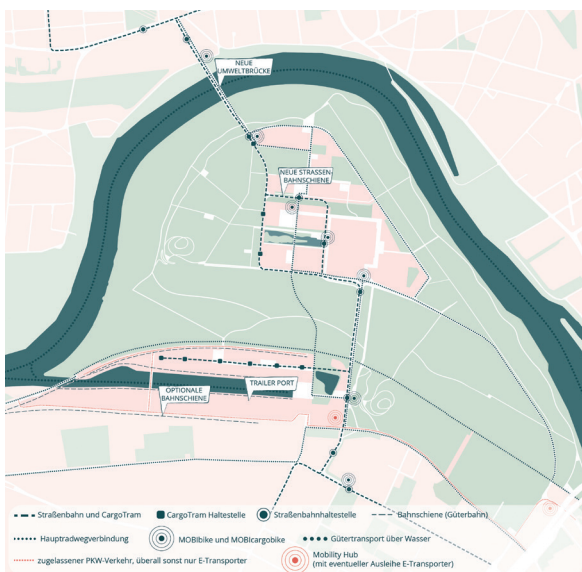 NEUE
UMWELTBRÜCKE
NEUE STRASSEN-
BAHNSCHIENE
OPTIONALE
BAHNSCHIENE
TRAILER PORT
Straßenbahn und CargoTram
CargoTram Haltestelle
Straßenbahnhaltestelle
Bahnschiene (Güterbahn)
Hauptradwegverbindung
MOBIbike und MOBIcargobike
Gütertransport über Wasser
zugelassener PKW-Verkehr, überall sonst nur E-Transporter
Mobility Hub
(mit eventueller Ausleihe E-Transporter)